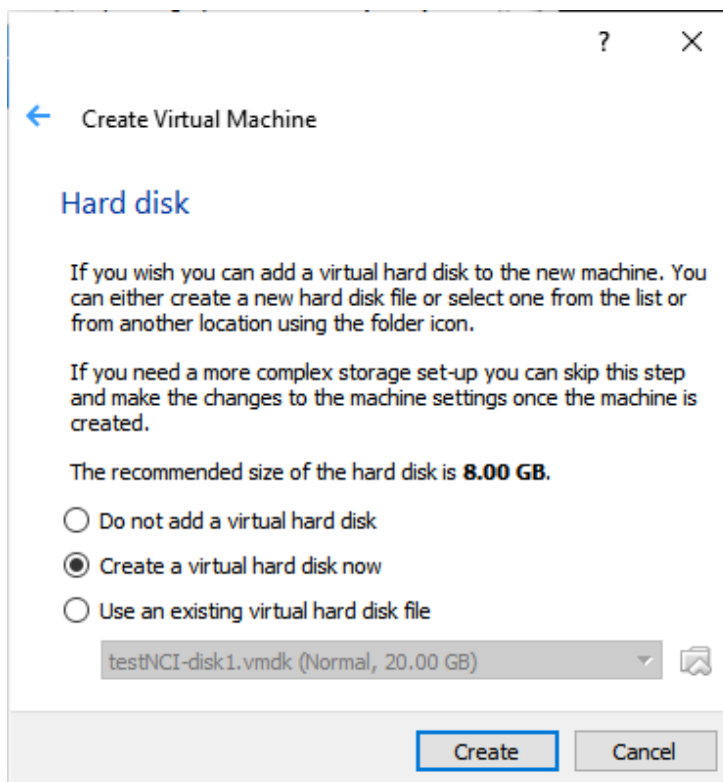 ?
Create Virtual Machine
Hard disk
If you wish you can add a virtual hard disk to the new machine. You
can either create a new hard disk file or select one from the list or
from another location using the folder icon.
If you need a more complex storage set-up you can skip this step
and make the changes to the machine settings once the machine is
created.
The recommended size of the hard disk is 8.00 GB.
Do not add a virtual hard disk
Create a virtual hard disk now
Use an existing virtual hard disk file
testNCI-disk1.vmdk (Normal, 20.00 GB)
Create Cancel